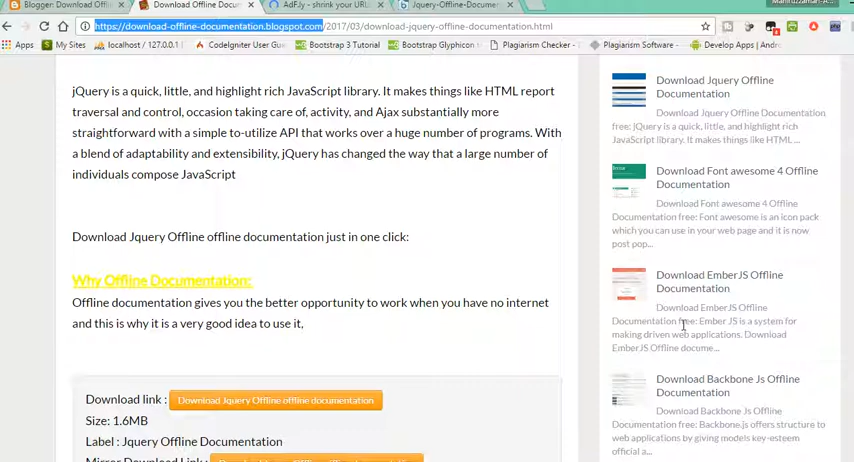 Blogger: Download Offl
Download Offline Docum
AdF.ly - shrink your URL
Jquery-Offline-Documen
https://download-offline-documentation.blogspot.com/2017/03/download-jquery-offline-documentation.html
Apps
My Sites
localhost / 127.0.0.1
CodeIgniter User Guide
Bootstrap 3 Tutorial
Bootstrap Glyphicon
Plagiarism Checker -
Plagiarism Software -
Develop Apps | Andr
jQuery is a quick, little, and highlight rich JavaScript library. It makes things like HTML report
traversal and control, occasion taking care of, activity, and Ajax substantially more
straightforward with a simple to-utilize API that works over a huge number of programs. With
a blend of adaptability and extensibility, jQuery has changed the way that a large number of
individuals compose JavaScript
Download Jquery Offline offline documentation just in one click:
Why Offline Documentation:
Offline documentation gives you the better opportunity to work when you have no internet
and this is why it is a very good idea to use it,
Download link : Download Jquery Offline offline documentation
Size: 1.6MB
Label : Jquery Offline Documentation
Mirror Download Link :
Download Jquery Offline
Documentation
Download Jquery Offline Documentation
free: jQuery is a quick, little, and highlight rich
JavaScript library. It makes things like HTML ...
Download Font awesome 4 Offline
Documentation
Download Font awesome 4 Offline
Documentation free: Font awesome is an icon pack
which you can use in your web page and it is now
post pop...
Download EmberJS Offline
Documentation
Download EmberJS Offline
Documentation free: Ember JS is a system for
making driven web applications. Download
EmberJS Offline docume...
Download Backbone Js Offline
Documentation
Download Backbone Js Offline
Documentation free: Backbone.js offers structure to
web applications by giving models key-esteem
official a...